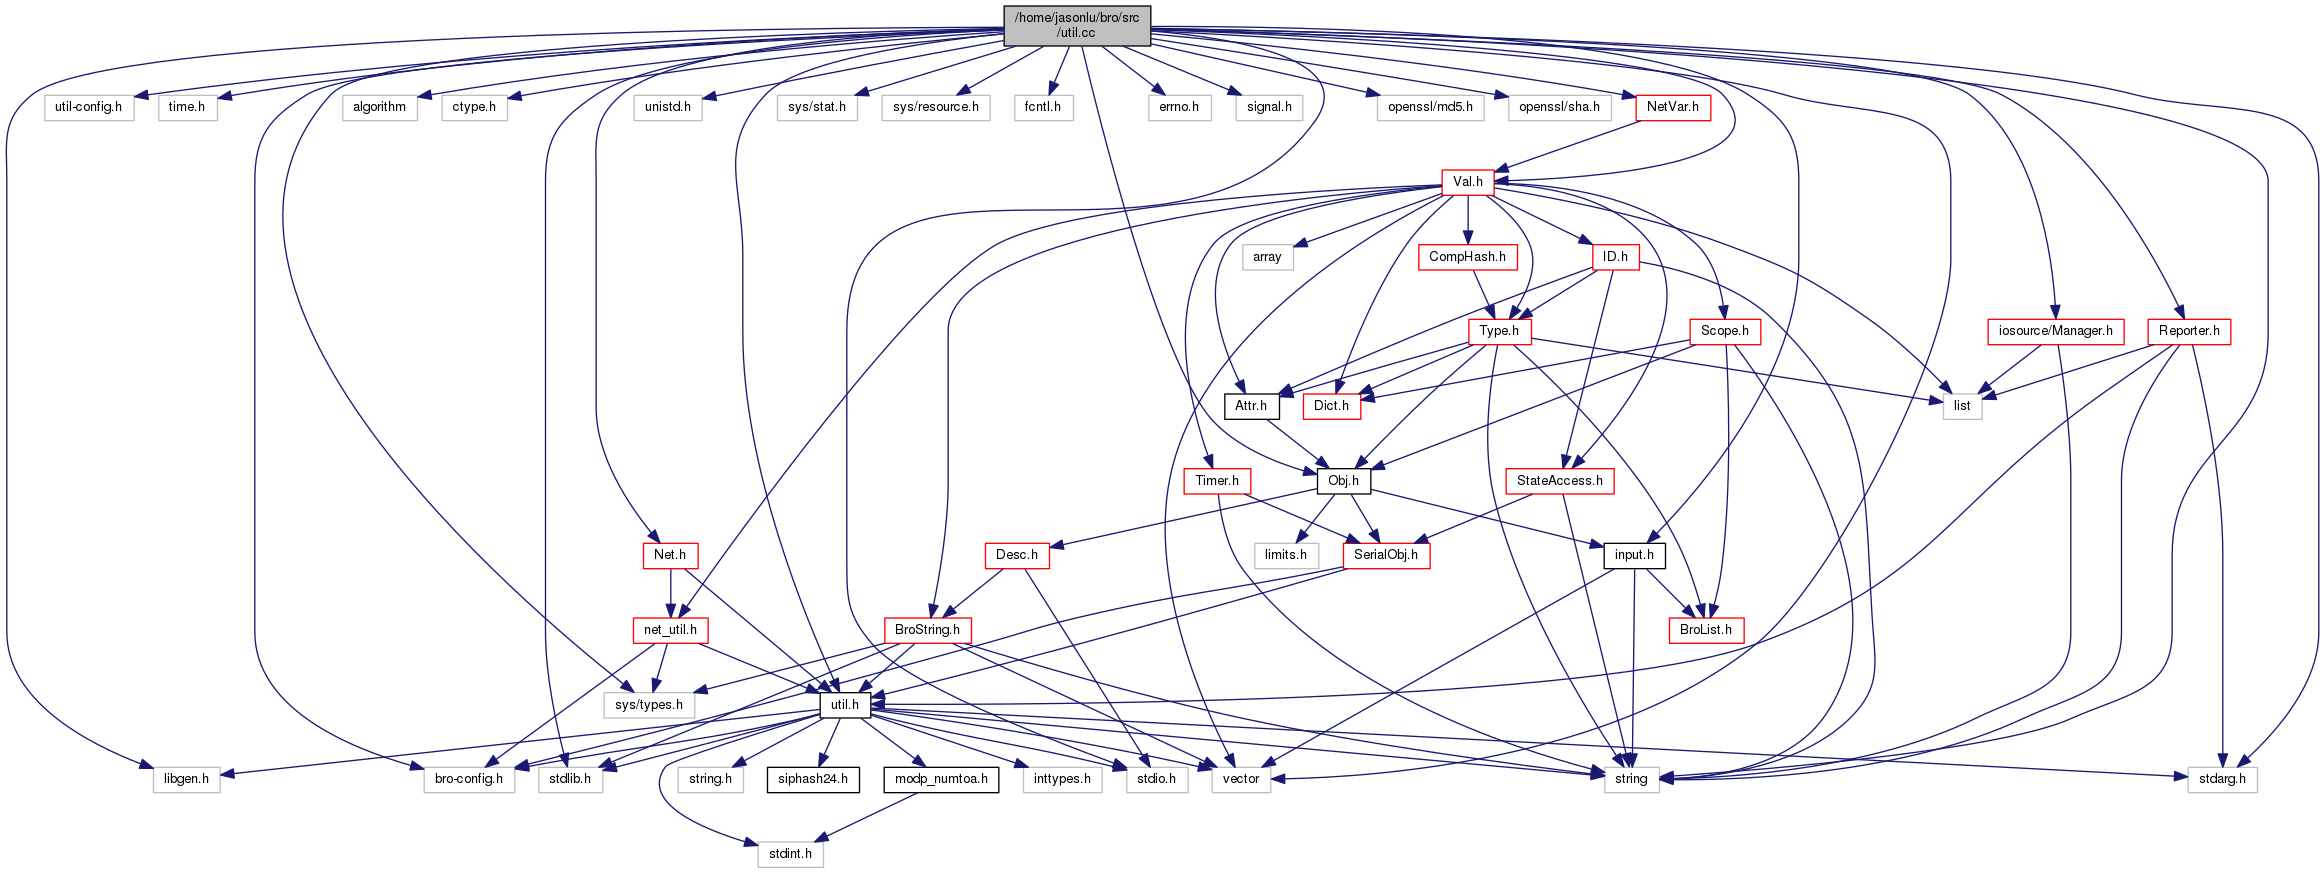 /home/jasonlu/bro/src
/util.cc
util-config.h
time.h
algorithm
ctype.h
unistd.h
sys/stat.h
sys/resource.h
fcntl.h
errno.h
signal.h
openssl/md5.h
openssl/sha.h
NetVar.h
Val.h
array
CompHash.h
ID.h
Type.h
Scope.h
iosource/Manager.h
Reporter.h
Attr.h
Dict.h
list
Timer.h
Obj.h
StateAccess.h
Net.h
Desc.h
limits.h
SerialObj.h
input.h
net_util.h
BroString.h
BroList.h
sys/types.h
util.h
libgen.h
bro-config.h
stdlib.h
string.h
siphash24.h
modp_numtoa.h
inttypes.h
stdio.h
vector
string
stdarg.h
stdint.h